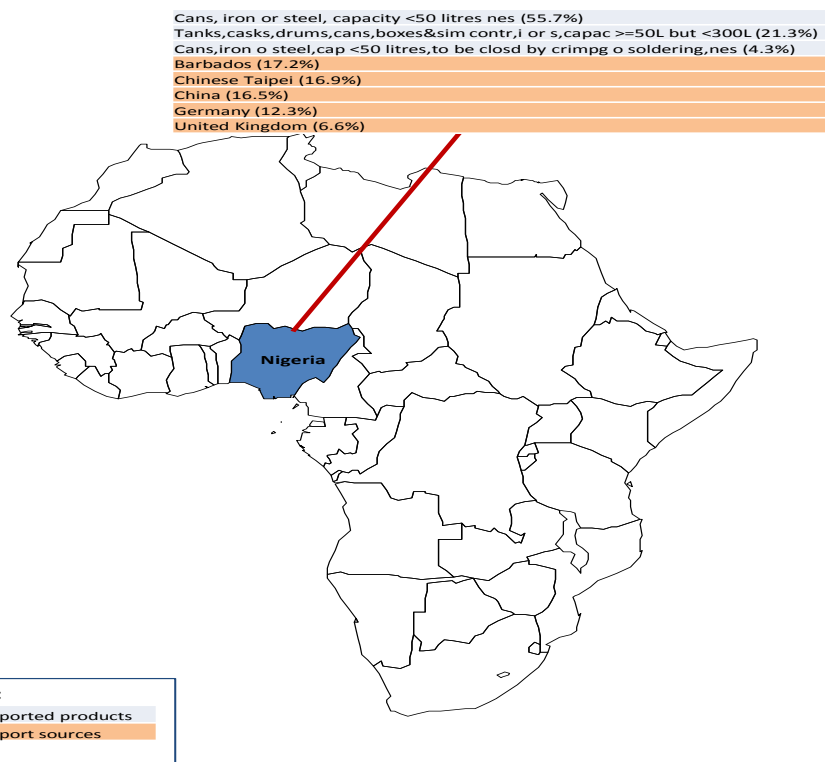 Cans, iron or steel, capacity <50 litres nes (55.7%)
Tanks,casks,drums,cans,boxes&sim contr,i or s,capac >=50L but <300L (21.3%)
Cans,iron o steel,cap <50 litres,to be closd by crimpg o soldering,nes (4.3%)
Barbados (17.2%)
Chinese Taipei (16.9%)
China (16.5%)
Germany (12.3%)
United Kingdom (6.6%)
Nigeria
:
ported products
port sources